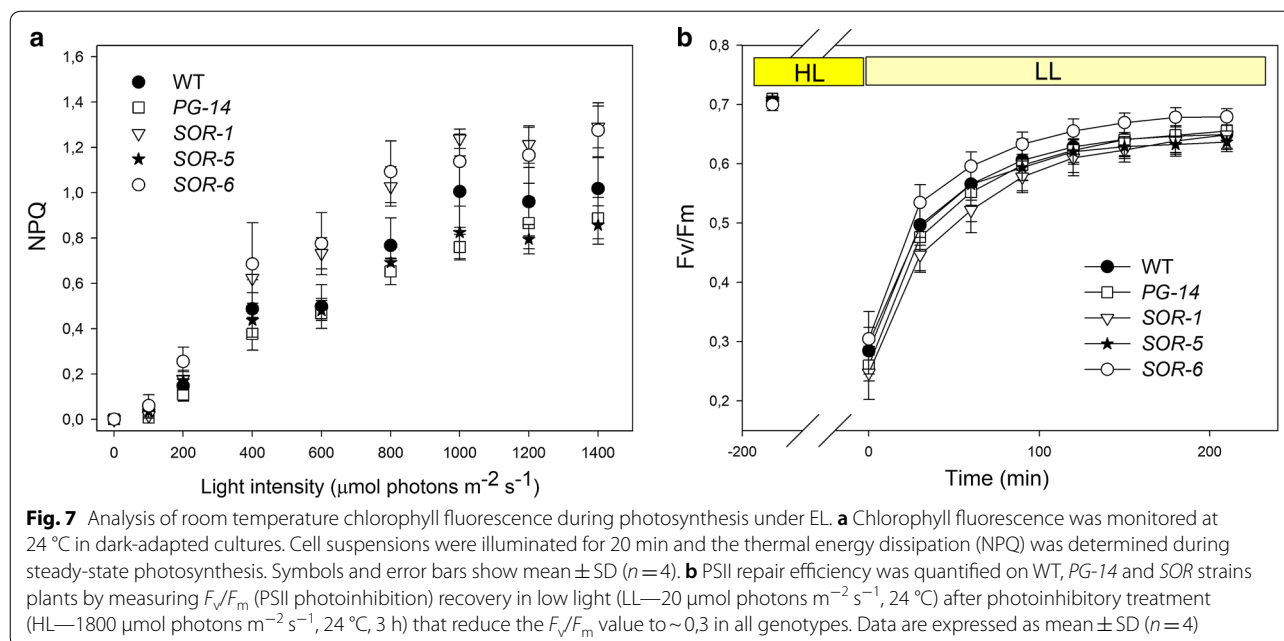 a
1,6
1,4
1,2
1,0
0,8
0,6
0,4
0,2
0,0
NPQ
WT
PG-14
SOR-1
SOR-5
SOR-6
0 200 400 600 800 1000 1200 1400
Light intensity (μmol photons m⁻² s⁻¹)
b
0,8
0,7
0,6
0,5
0,4
0,3
0,2
Fv/Fm
HL LL
WT
PG-14
SOR-1
SOR-5
SOR-6
-200 0 100 200
Time (min)
Fig. 7 Analysis of room temperature chlorophyll fluorescence during photosynthesis under EL. a Chlorophyll fluorescence was monitored at
24 °C in dark-adapted cultures. Cell suspensions were illuminated for 20 min and the thermal energy dissipation (NPQ) was determined during
steady-state photosynthesis. Symbols and error bars show mean ± SD (n = 4). b PSII repair efficiency was quantified on WT, PG-14 and SOR strains
plants by measuring Fv/Fm (PSII photoinhibition) recovery in low light (LL—20 μmol photons m⁻² s⁻¹, 24 °C) after photoinhibitory treatment
(HL—1800 μmol photons m⁻² s⁻¹, 24 °C, 3 h) that reduce the Fv/Fm value to ~ 0,3 in all genotypes. Data are expressed as mean ± SD (n = 4)